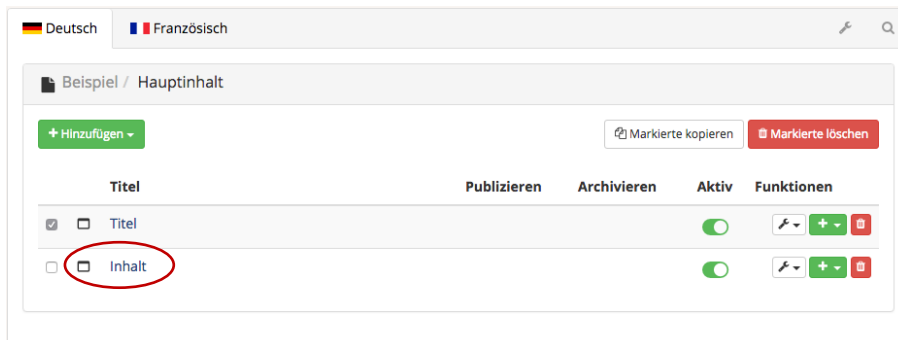 Deutsch Französisch
Beispiel / Hauptinhalt
+ Hinzufügen Markierte kopieren Markierte löschen
Titel Publizieren Archivieren Aktiv Funktionen
Titel
Inhalt